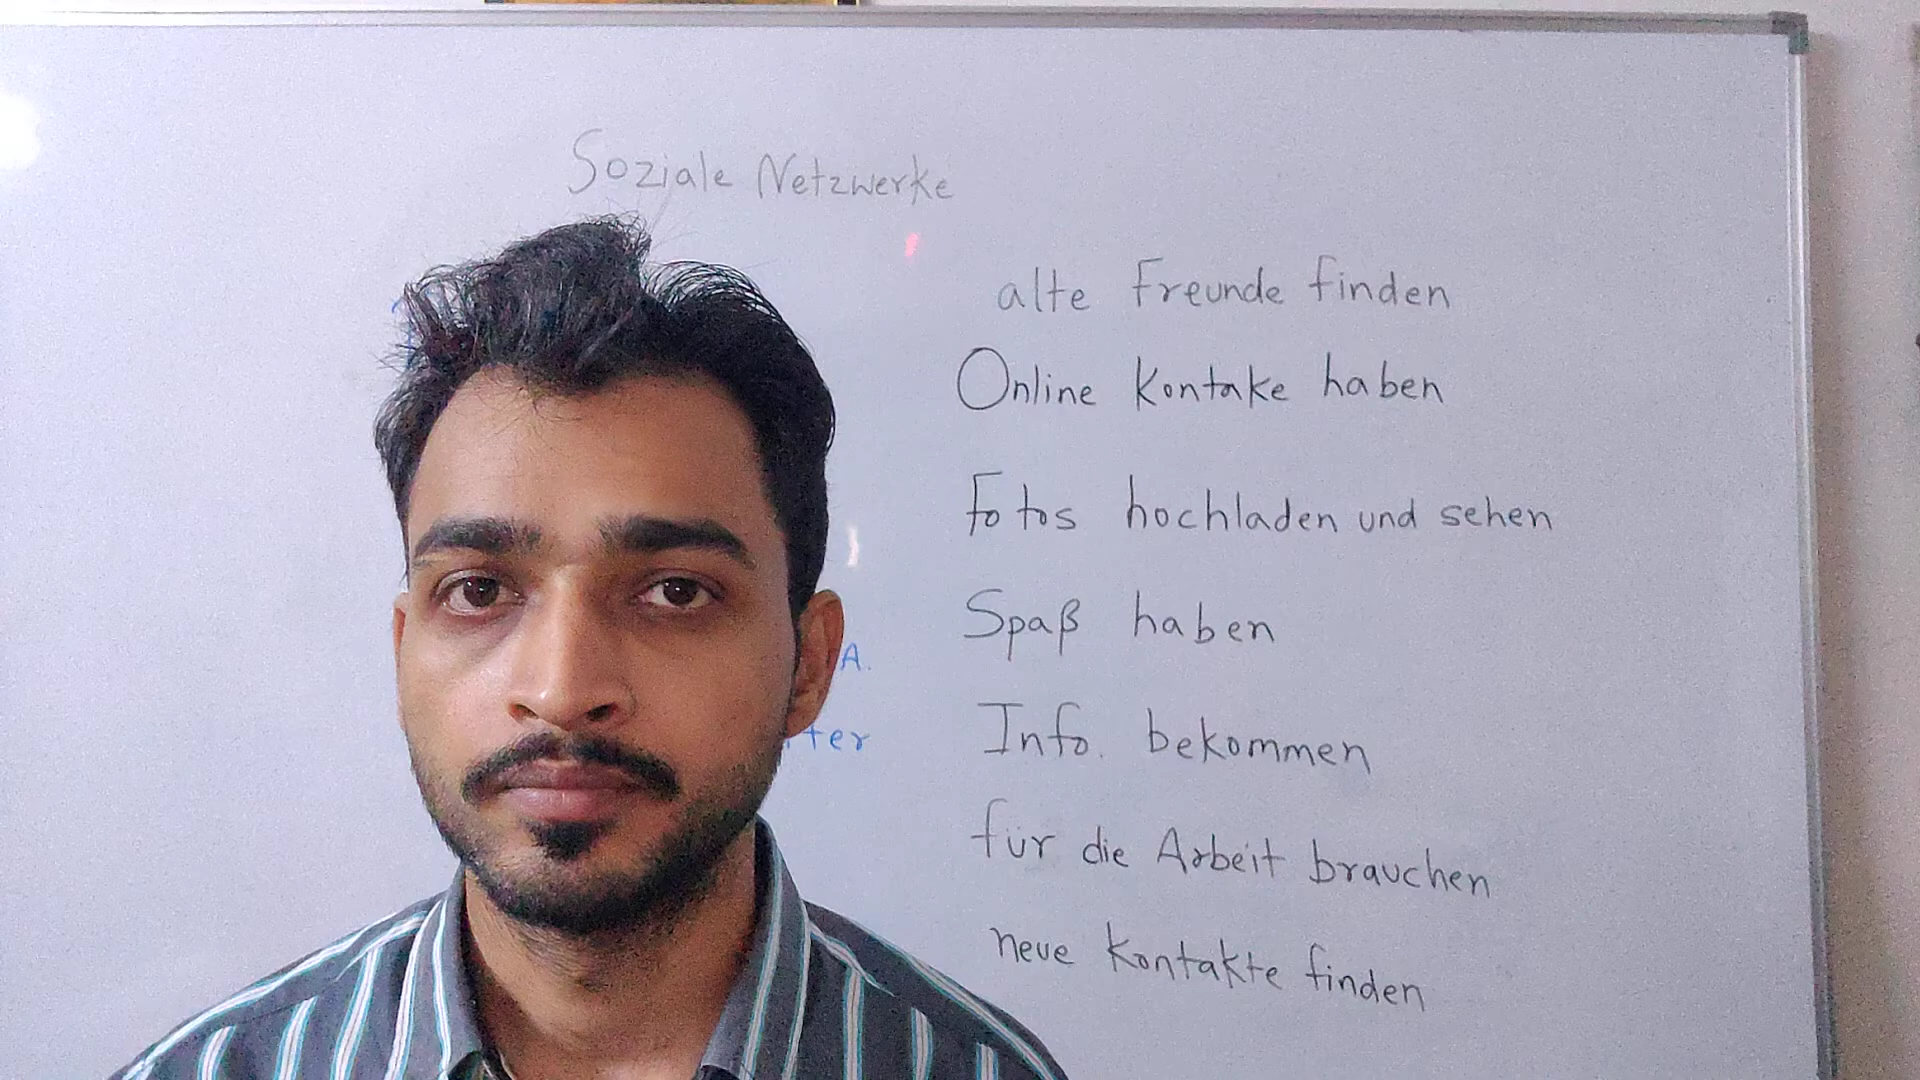 Soziale Netzwerke
alte Freunde finden
Online Kontake haben
Fotos hochladen und sehen
Spaß haben
A.
Info. bekommen
für die Arbeit brauchen
neue Kontakte finden